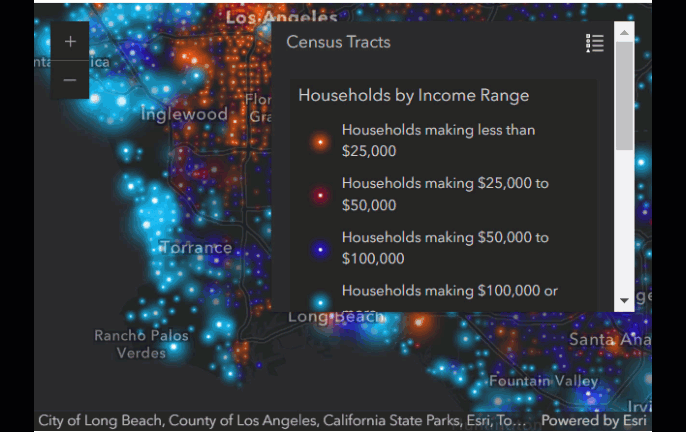 Los Angeles
Census Tracts
Inglewood
Households by Income Range
Households making less than
$25,000
Households making $25,000 to
$50,000
Households making $50,000 to
$100,000
Torrance
Households making $100,000 or
Long Beach
Rancho Palos
Verdes
Santa Ana
Fountain Valley
City of Long Beach, County of Los Angeles, California State Parks, Esri, To...
Powered by Esri